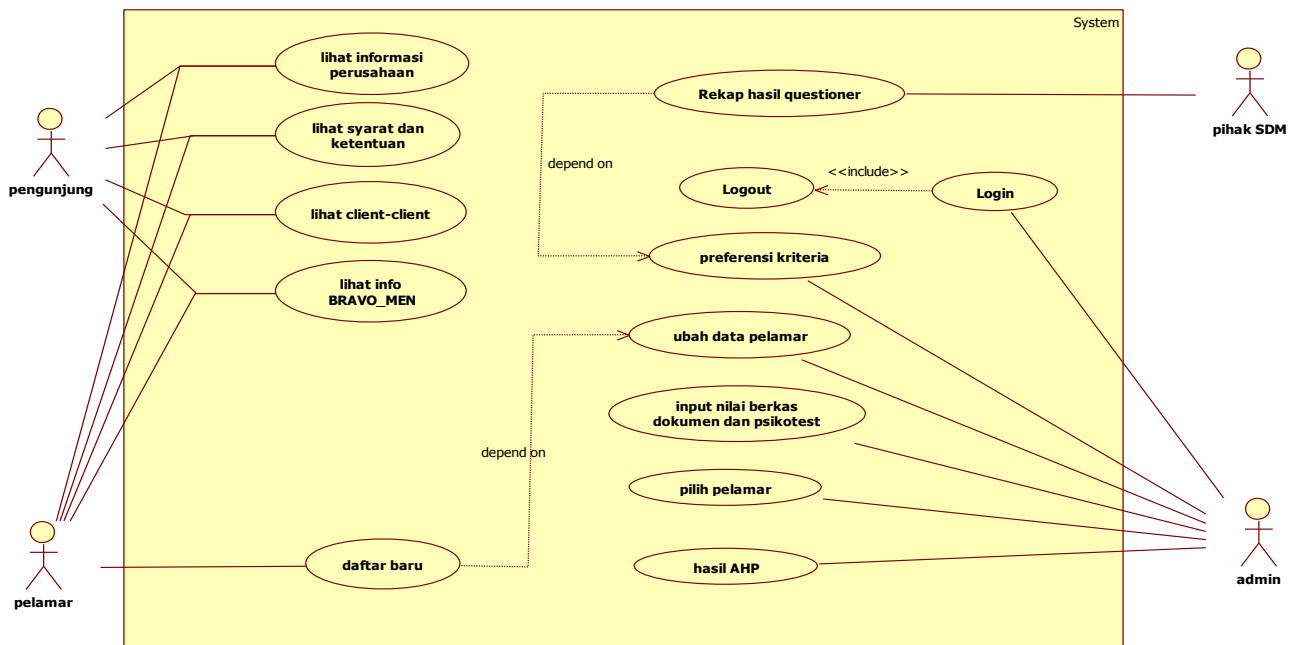 System
lihat informasi
perusahaan
Rekap hasil questioner
pihak SDM
pengunjung
lihat syarat dan
ketentuan
depend on
<<include>>
Logout
Login
lihat client-client
preferensi kriteria
lihat info
BRAVO_MEN
ubah data pelamar
input nilai berkas
dokumen dan psikotest
depend on
pilih pelamar
daftar baru
hasil AHP
pelamar
admin